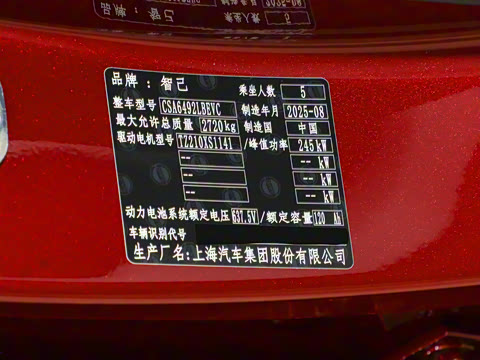 品牌：智己 乘坐人数 5
整车型号 CSA6492LBEVC 制造年月 2025-08
最大允许总质量 2720kg 制造国 中国
驱动电机型号 TZ210XS1141 /峰值功率 245kW
-- --kW
-- --kW
-- --kW
动力电池系统额定电压 637.5V /额定容量 120 Ah
车辆识别代号
生产厂名：上海汽车集团股份有限公司